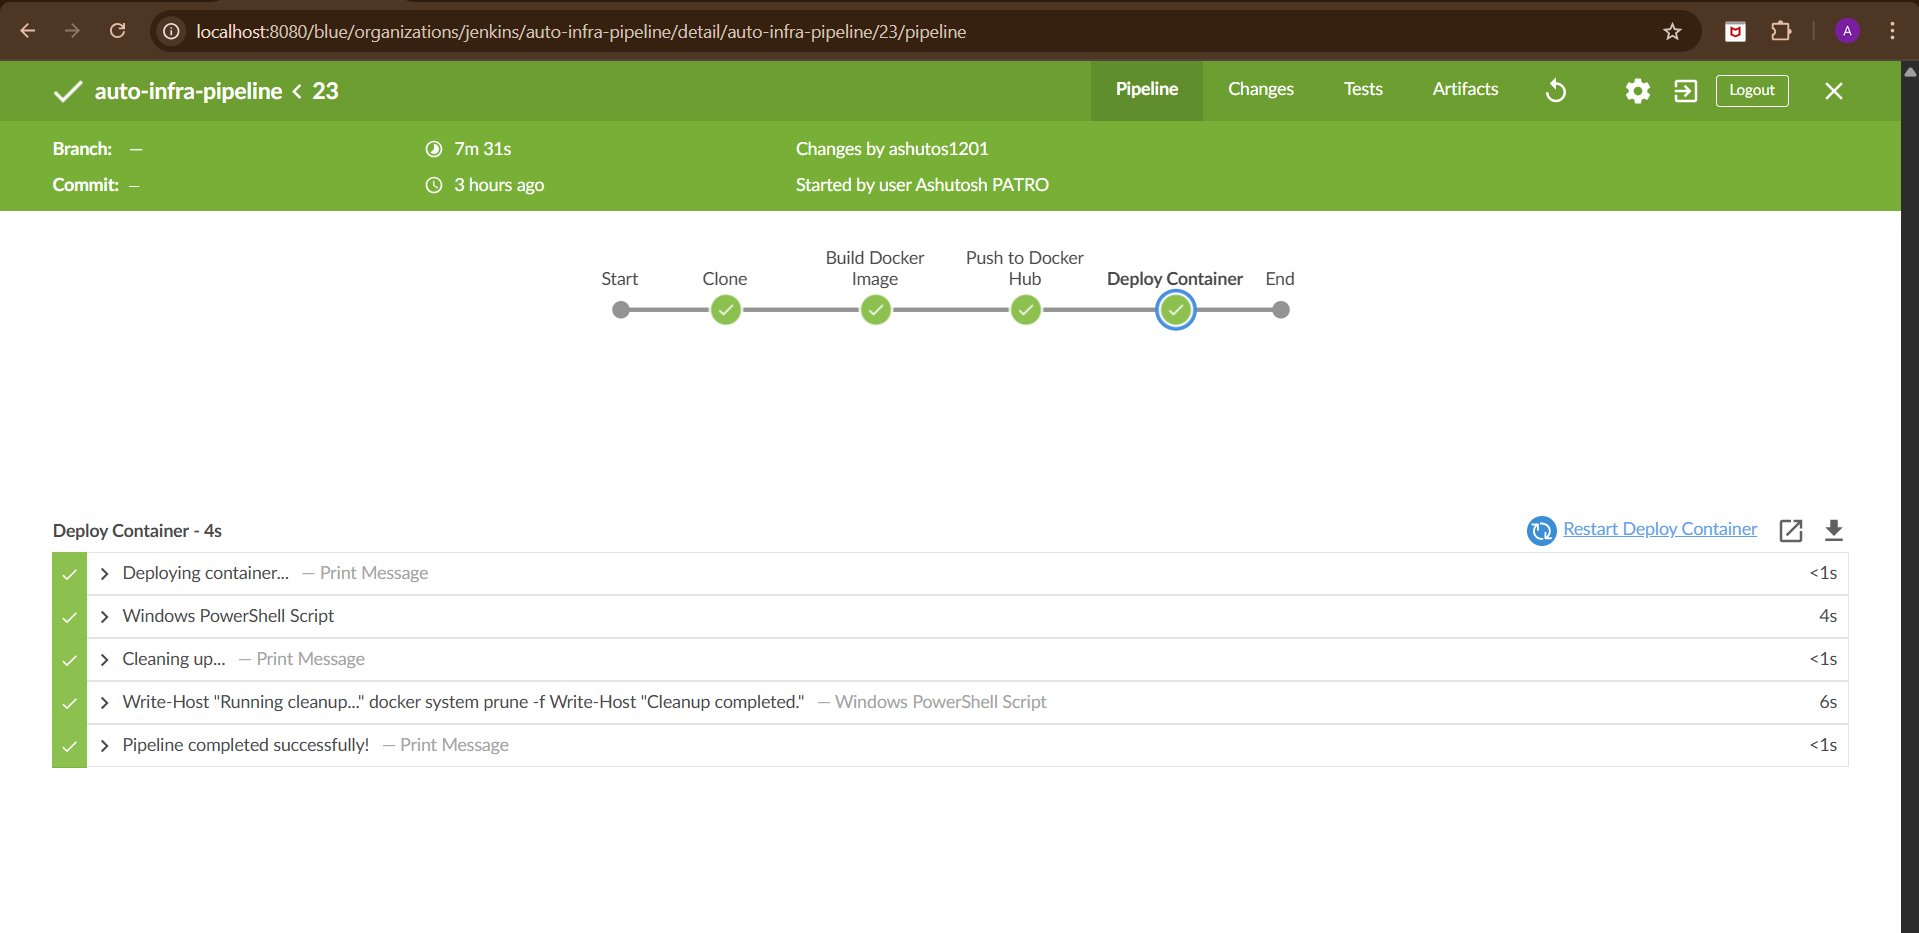 localhost:8080/blue/organizations/jenkins/auto-infra-pipeline/detail/auto-infra-pipeline/23/pipeline
A
auto-infra-pipeline < 23
Pipeline
Changes
Tests
Artifacts
Logout
Branch: —
7m 31s
Changes by ashutos1201
Commit: —
3 hours ago
Started by user Ashutosh PATRO
Start
Clone
Build Docker
Image
Push to Docker
Hub
Deploy Container
End
Deploy Container - 4s
Restart Deploy Container
Deploying container... — Print Message <1s
Windows PowerShell Script 4s
Cleaning up... — Print Message <1s
Write-Host "Running cleanup..." docker system prune -f Write-Host "Cleanup completed." — Windows PowerShell Script 6s
Pipeline completed successfully! — Print Message <1s